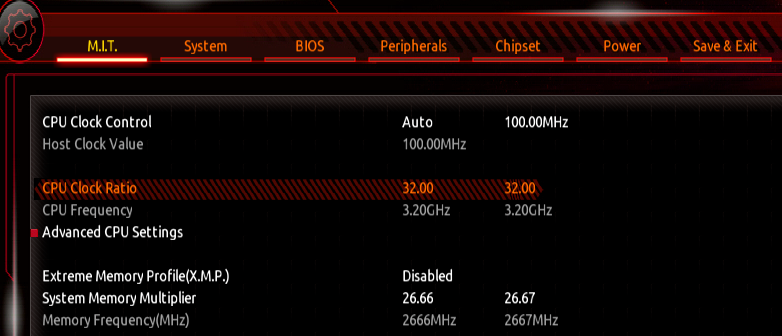 M.I.T. System BIOS Peripherals Chipset Power Save & Exit
CPU Clock Control Auto 100.00MHz
Host Clock Value 100.00MHz
CPU Clock Ratio 32.00 32.00
CPU Frequency 3.20GHz 3.20GHz
Advanced CPU Settings
Extreme Memory Profile(X.M.P.) Disabled
System Memory Multiplier 26.66 26.67
Memory Frequency(MHz) 2666MHz 2667MHz